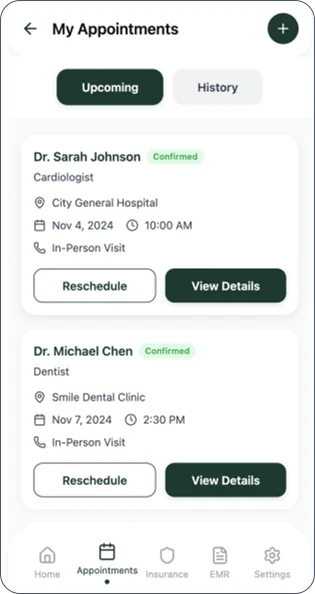 My Appointments
Upcoming History
Dr. Sarah Johnson Confirmed
Cardiologist
City General Hospital
Nov 4, 2024 10:00 AM
In-Person Visit
Reschedule View Details
Dr. Michael Chen Confirmed
Dentist
Smile Dental Clinic
Nov 7, 2024 2:30 PM
In-Person Visit
Reschedule View Details
Home Appointments Insurance EMR Settings